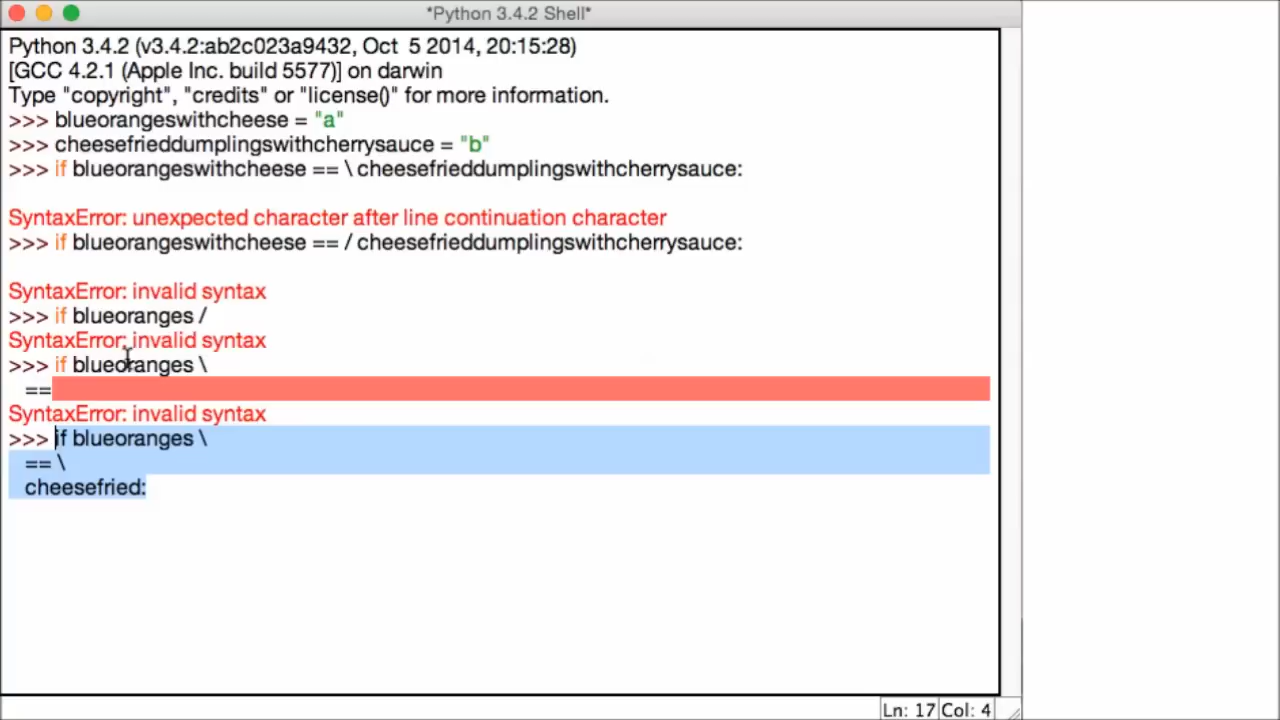 *Python 3.4.2 Shell*
Python 3.4.2 (v3.4.2:ab2c023a9432, Oct  5 2014, 20:15:28)
[GCC 4.2.1 (Apple Inc. build 5577)] on darwin
Type "copyright", "credits" or "license()" for more information.
>>> blueorangeswithcheese = "a"
>>> cheesefrieddumplingswithcherrysauce = "b"
>>> if blueorangeswithcheese == \ cheesefrieddumplingswithcherrysauce:
SyntaxError: unexpected character after line continuation character
>>> if blueorangeswithcheese == / cheesefrieddumplingswithcherrysauce:
SyntaxError: invalid syntax
>>> if blueoranges /
SyntaxError: invalid syntax
>>> if blueoranges \
==
SyntaxError: invalid syntax
>>> if blueoranges \
== \
cheesefried:
Ln: 17 Col: 4